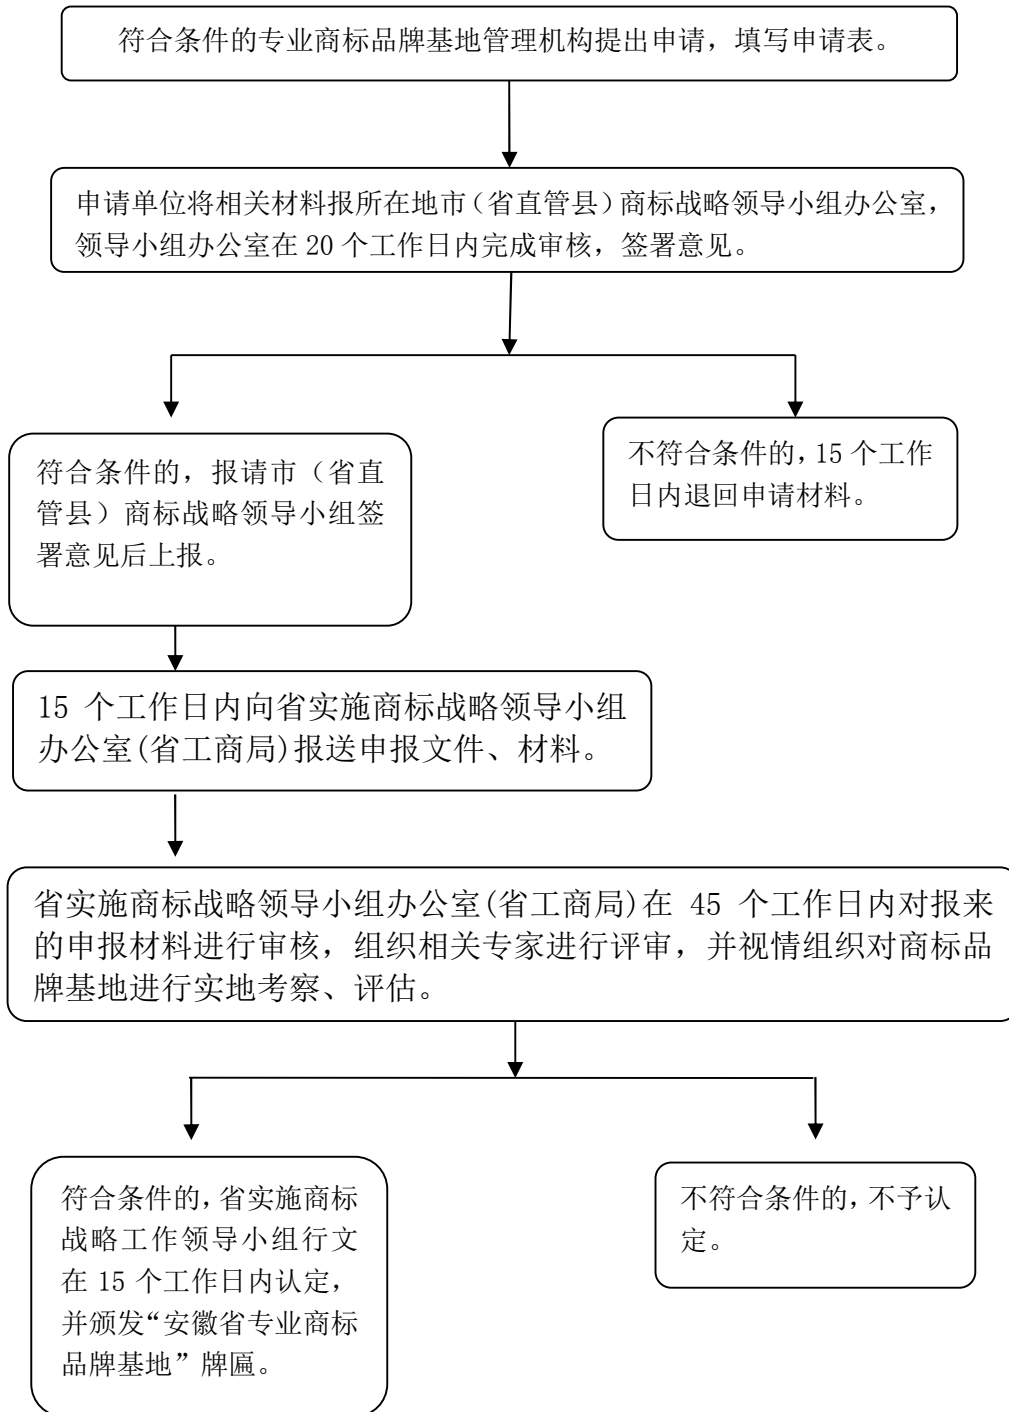 符合条件的专业商标品牌基地管理机构提出申请，填写申请表。
申请单位将相关材料报所在地市（省直管县）商标战略领导小组办公室，
领导小组办公室在 20 个工作日内完成审核，签署意见。
符合条件的，报请市（省直
管县）商标战略领导小组签
署意见后上报。
不符合条件的，15 个工作
日内退回申请材料。
15 个工作日内向省实施商标战略领导小组
办公室(省工商局)报送申报文件、材料。
省实施商标战略领导小组办公室(省工商局)在 45 个工作日内对报来
的申报材料进行审核，组织相关专家进行评审，并视情组织对商标品
牌基地进行实地考察、评估。
符合条件的，省实施商标
战略工作领导小组行文
在 15 个工作日内认定，
并颁发“安徽省专业商标
品牌基地”牌匾。
不符合条件的，不予认
定。